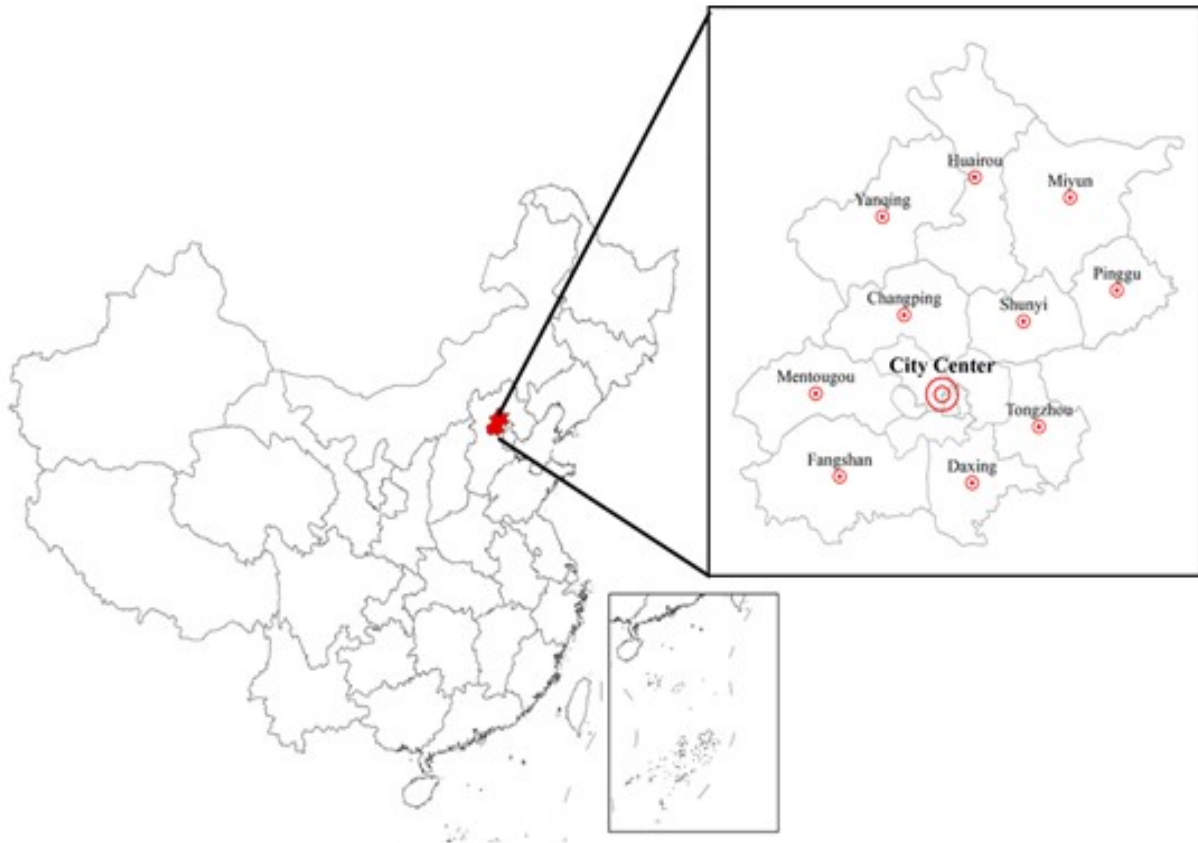 Huairou
Miyun
Yanqing
Pinggu
Changping
Shunyi
City Center
Mentougou
Tongzhou
Fangshan
Daxing